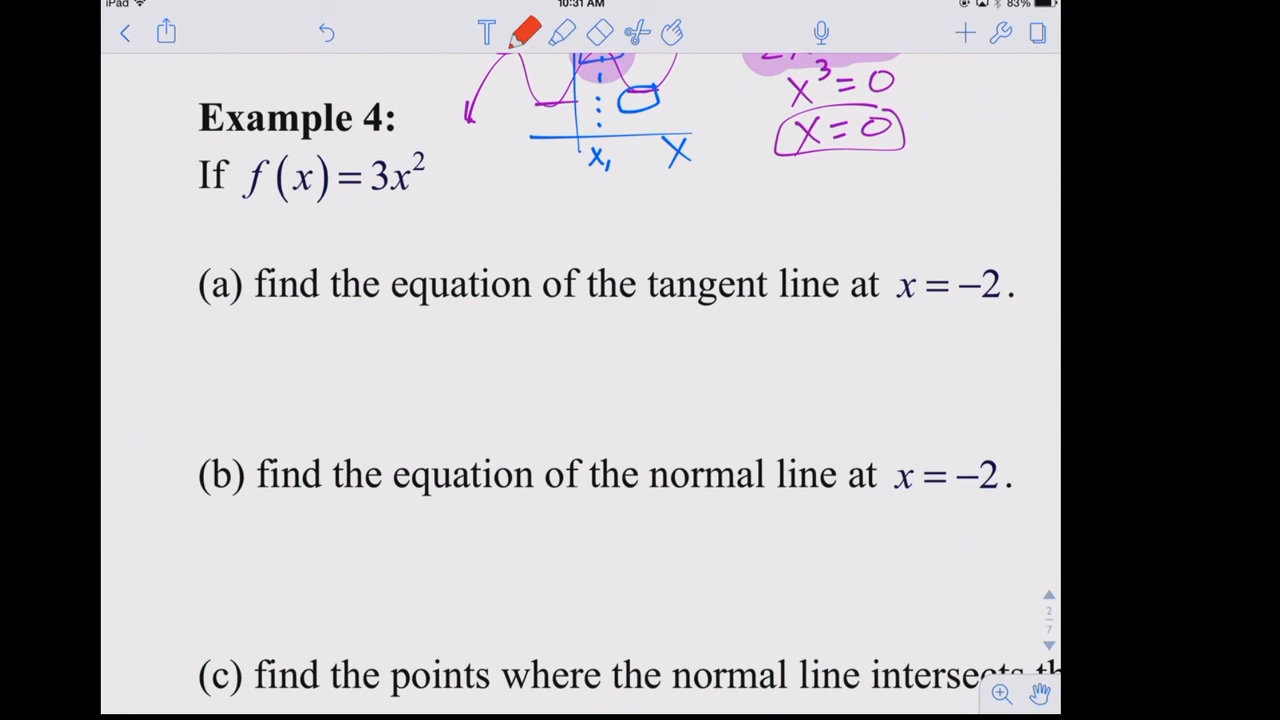 iPad 10:31 AM 83%
T
x³ = 0
x = 0
x₁ X
Example 4:
If f(x) = 3x²
(a) find the equation of the tangent line at x = −2.
(b) find the equation of the normal line at x = −2.
2
7
(c) find the points where the normal line intersects